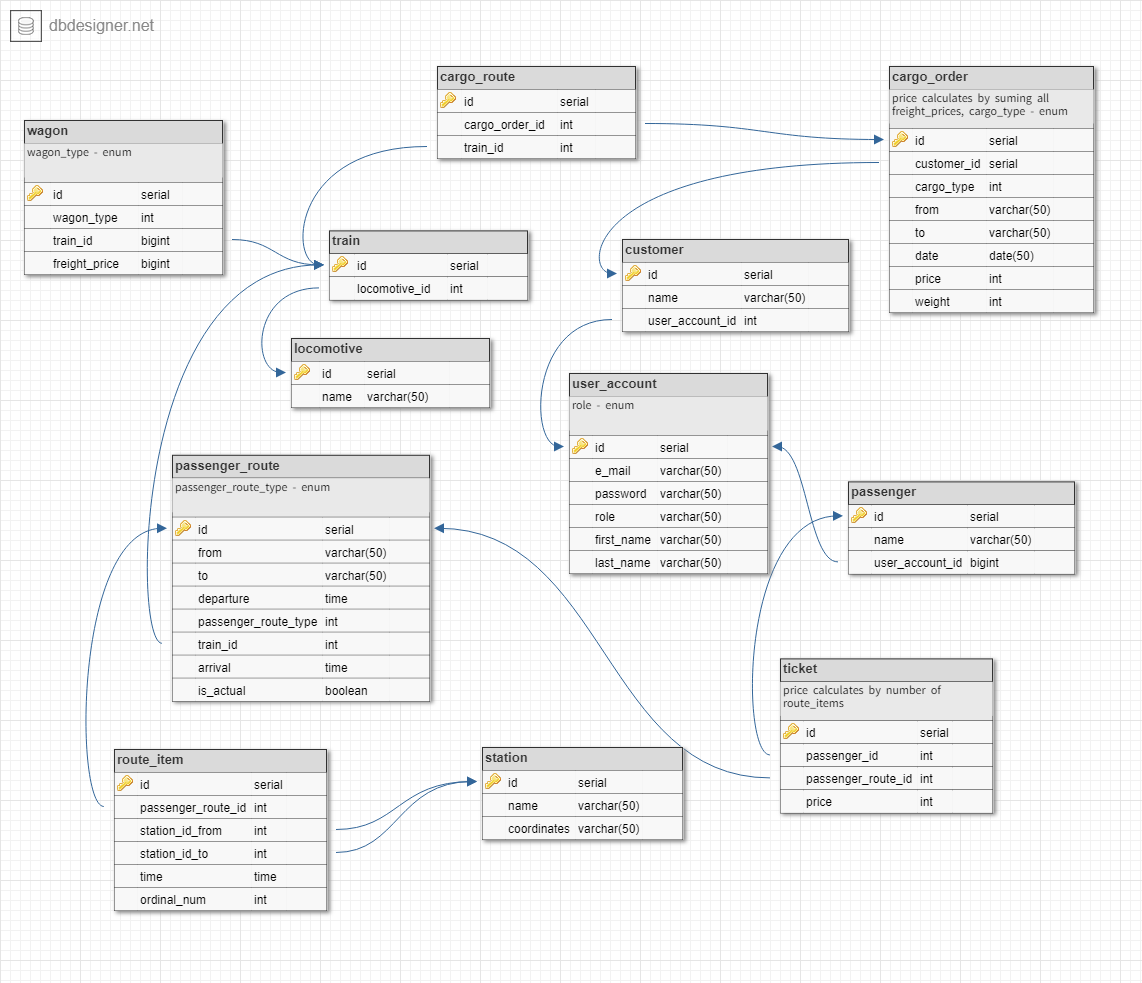 dbdesigner.net
cargo_route
id serial
cargo_order_id int
train_id int
cargo_order
price calculates by suming all
freight_prices, cargo_type - enum
id serial
customer_id serial
cargo_type int
from varchar(50)
to varchar(50)
date date(50)
price int
weight int
wagon
wagon_type - enum
id serial
wagon_type int
train_id bigint
freight_price bigint
train
id serial
locomotive_id int
customer
id serial
name varchar(50)
user_account_id int
locomotive
id serial
name varchar(50)
user_account
role - enum
id serial
e_mail varchar(50)
password varchar(50)
role varchar(50)
first_name varchar(50)
last_name varchar(50)
passenger_route
passenger_route_type - enum
id serial
from varchar(50)
to varchar(50)
departure time
passenger_route_type int
train_id int
arrival time
is_actual boolean
passenger
id serial
name varchar(50)
user_account_id bigint
ticket
price calculates by number of
route_items
id serial
passenger_id int
passenger_route_id int
price int
route_item
id serial
passenger_route_id int
station_id_from int
station_id_to int
time time
ordinal_num int
station
id serial
name varchar(50)
coordinates varchar(50)